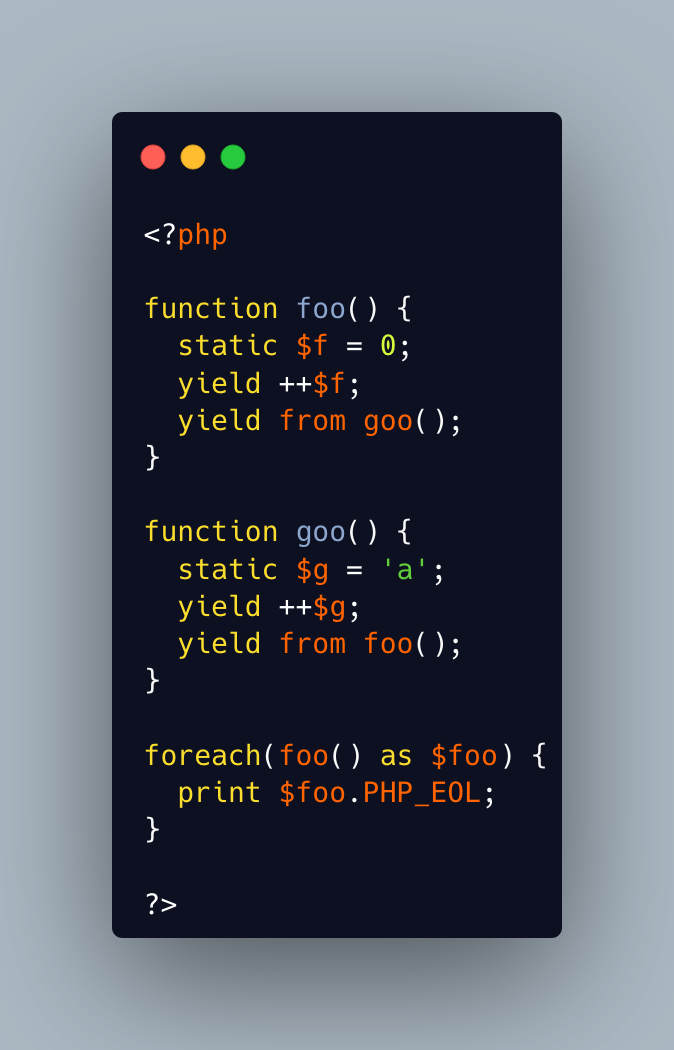 <?php
function foo() {
  static $f = 0;
  yield ++$f;
  yield from goo();
}
function goo() {
  static $g = 'a';
  yield ++$g;
  yield from foo();
}
foreach(foo() as $foo) {
  print $foo.PHP_EOL;
}
?>